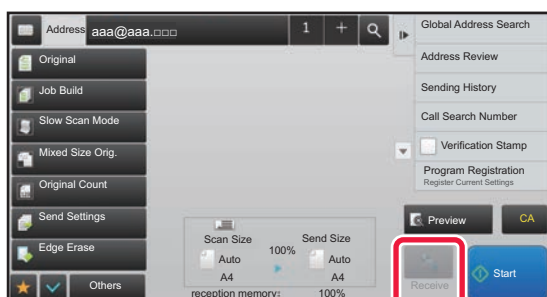 Address aaa@aaa.□□□ 1 +
Original
Job Build
Slow Scan Mode
Mixed Size Orig.
Original Count
Send Settings
Edge Erase
Others
Scan Size
Auto
A4
100%
Send Size
Auto
A4
reception memory: 100%
Global Address Search
Address Review
Sending History
Call Search Number
Verification Stamp
Program Registration
Register Current Settings
Preview
CA
Receive
Start